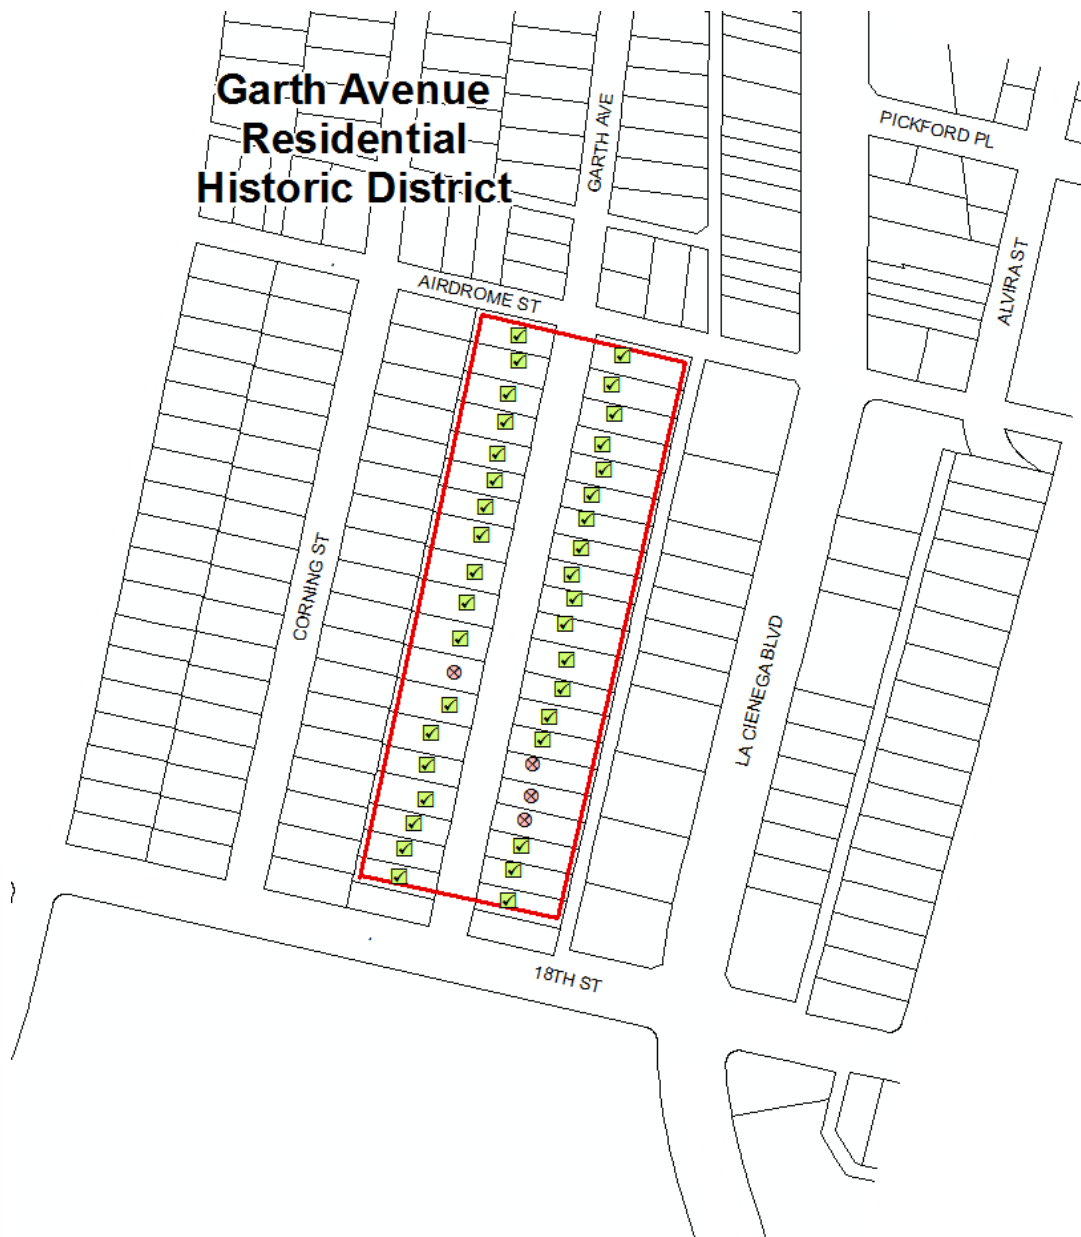 Garth Avenue
Residential
Historic District
GARTH AVE
PICKFORD PL
ALVIRA ST
AIRDROME ST
CORNING ST
LA CIENEGA BLVD
18TH ST